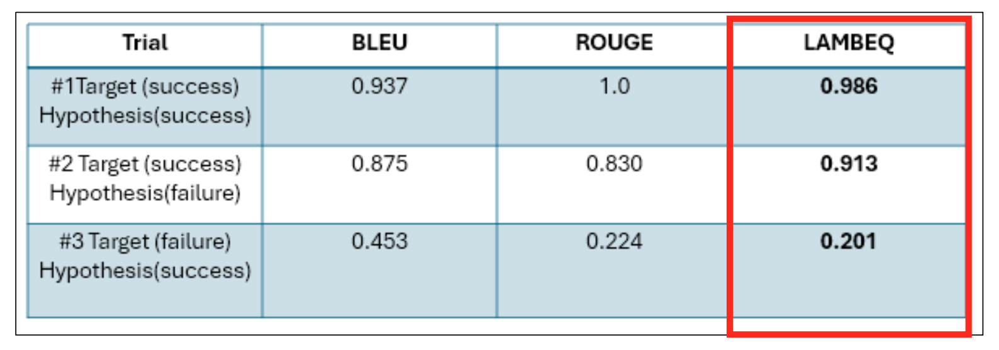 Trial BLEU ROUGE LAMBEQ
#1Target (success) 0.937 1.0 0.986
Hypothesis(success)
#2 Target (success) 0.875 0.830 0.913
Hypothesis(failure)
#3 Target (failure) 0.453 0.224 0.201
Hypothesis(success)